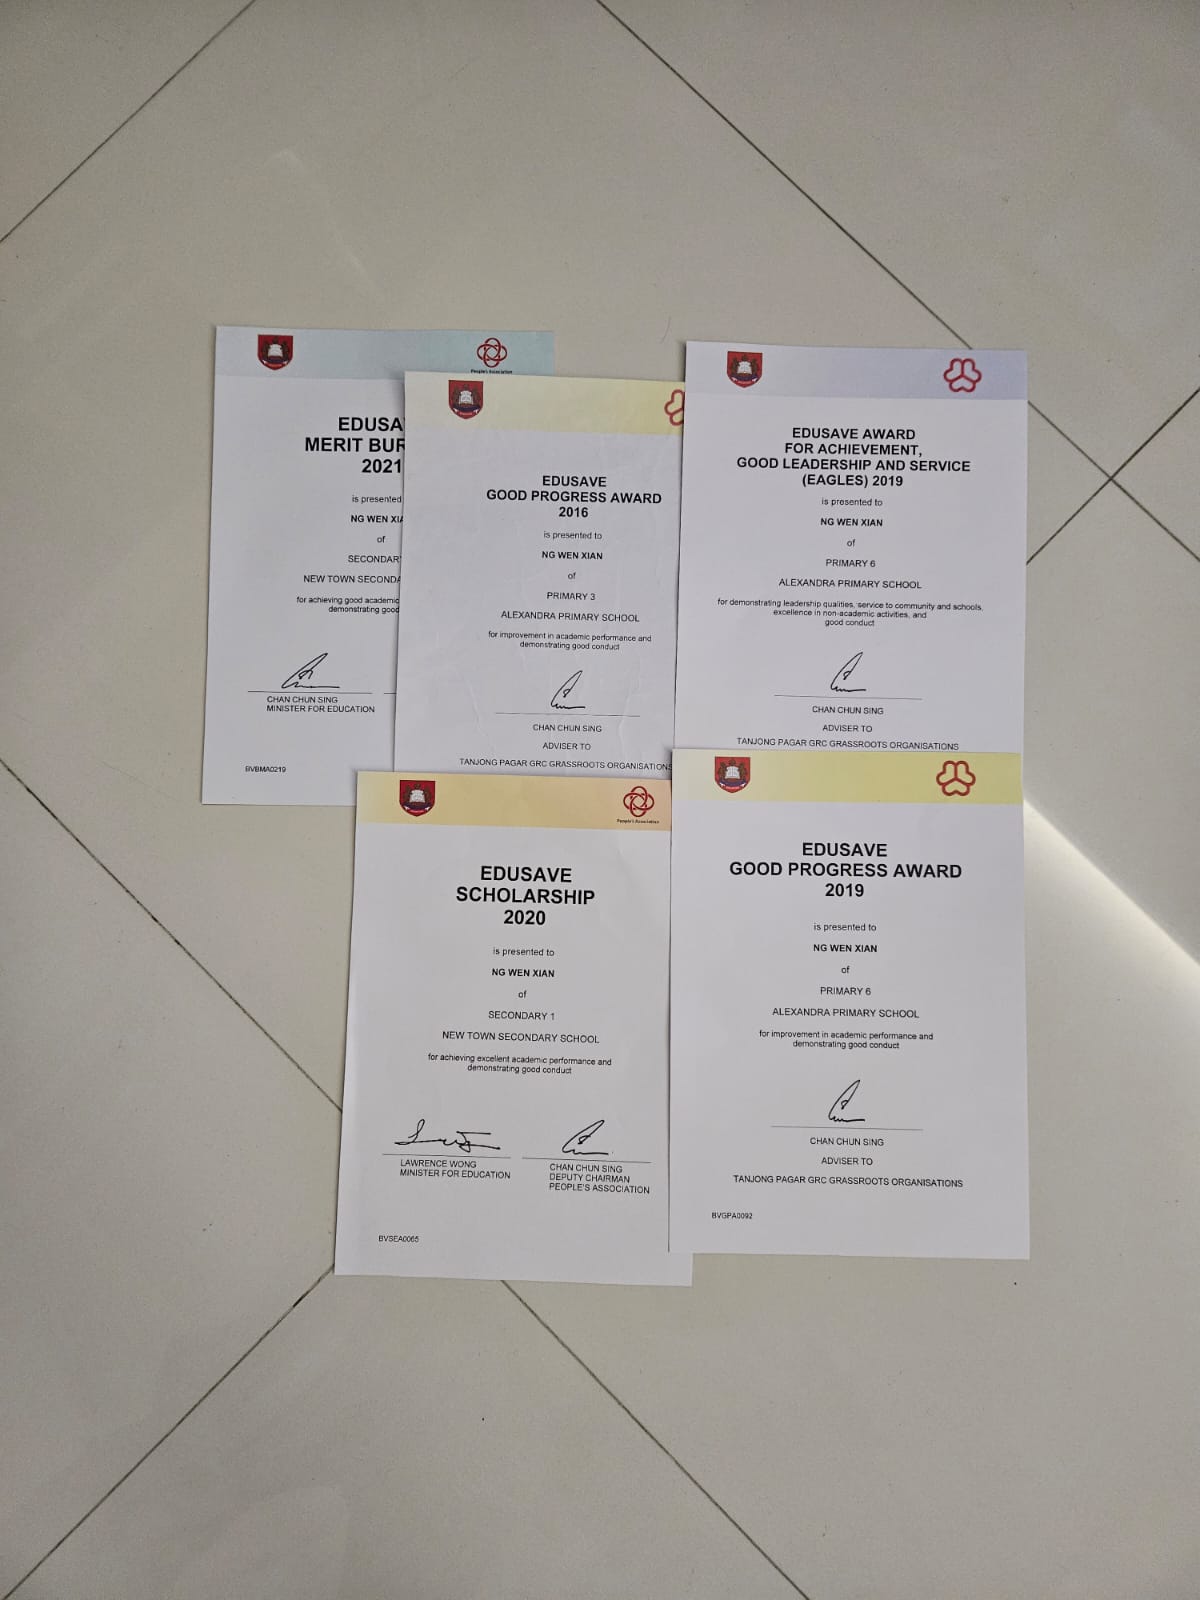 People's Association
EDUSA
MERIT BUR
2021
is presented
NG WEN XIA
of
SECONDARY
NEW TOWN SECONDA
for achieving good academic
demonstrating good
CHAN CHUN SING
MINISTER FOR EDUCATION
BVBMA0219
EDUSAVE
GOOD PROGRESS AWARD
2016
is presented to
NG WEN XIAN
of
PRIMARY 3
ALEXANDRA PRIMARY SCHOOL
for improvement in academic performance and
demonstrating good conduct
CHAN CHUN SING
ADVISER TO
TANJONG PAGAR GRC GRASSROOTS ORGANISATIONS
EDUSAVE AWARD
FOR ACHIEVEMENT,
GOOD LEADERSHIP AND SERVICE
(EAGLES) 2019
is presented to
NG WEN XIAN
of
PRIMARY 6
ALEXANDRA PRIMARY SCHOOL
for demonstrating leadership qualities, service to community and schools,
excellence in non-academic activities, and
good conduct
CHAN CHUN SING
ADVISER TO
TANJONG PAGAR GRC GRASSROOTS ORGANISATIONS
People's Association
EDUSAVE
SCHOLARSHIP
2020
is presented to
NG WEN XIAN
of
SECONDARY 1
NEW TOWN SECONDARY SCHOOL
for achieving excellent academic performance and
demonstrating good conduct
LAWRENCE WONG
MINISTER FOR EDUCATION
CHAN CHUN SING
DEPUTY CHAIRMAN
PEOPLE'S ASSOCIATION
BVSEA0065
EDUSAVE
GOOD PROGRESS AWARD
2019
is presented to
NG WEN XIAN
of
PRIMARY 6
ALEXANDRA PRIMARY SCHOOL
for improvement in academic performance and
demonstrating good conduct
CHAN CHUN SING
ADVISER TO
TANJONG PAGAR GRC GRASSROOTS ORGANISATIONS
BVGPA0092